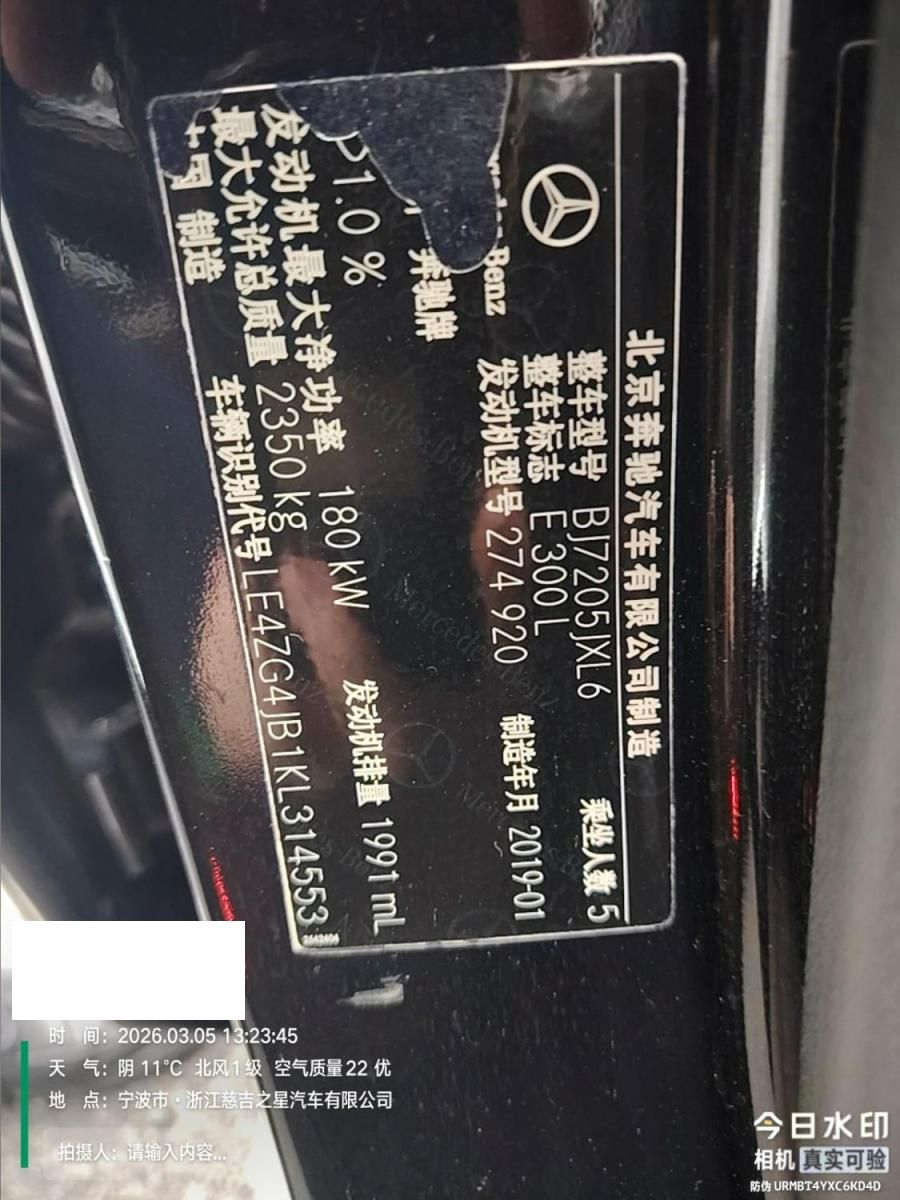 北京奔驰汽车有限公司制造
整车型号 BJ7205JXL6 乘坐人数 5
整车标志 E 300 L
发动机型号 274 920 制造年月 2019-01
Benz
奔驰牌
P1.0 % 发动机排量 1991 mL
发动机最大净功率 180 kW
最大允许总质量 2350 kg
制造 车辆识别代号 LE4ZG4JB1KL314553
时 间：2026.03.05 13:23:45
天 气：阴 11℃ 北风1级 空气质量22 优
地 点：宁波市·浙江慈吉之星汽车有限公司
拍摄人：请输入内容...
今日水印
相机 真实可验
防伪 URMBT4YXC6KD4D